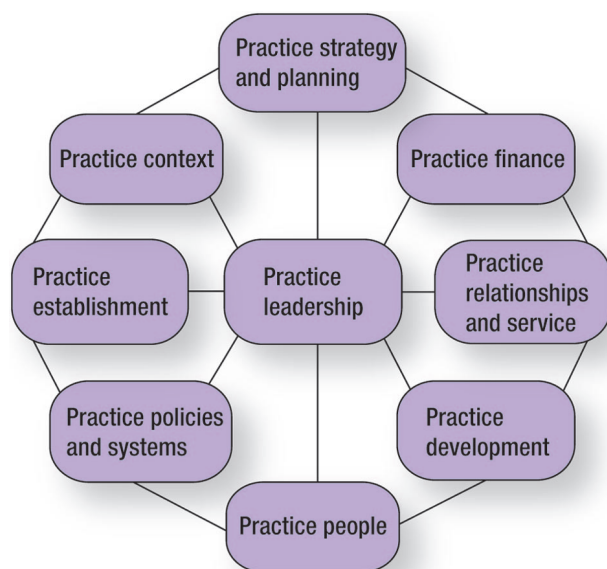 Practice strategy
and planning
Practice context
Practice finance
Practice
establishment
Practice
leadership
Practice
relationships
and service
Practice policies
and systems
Practice
development
Practice people